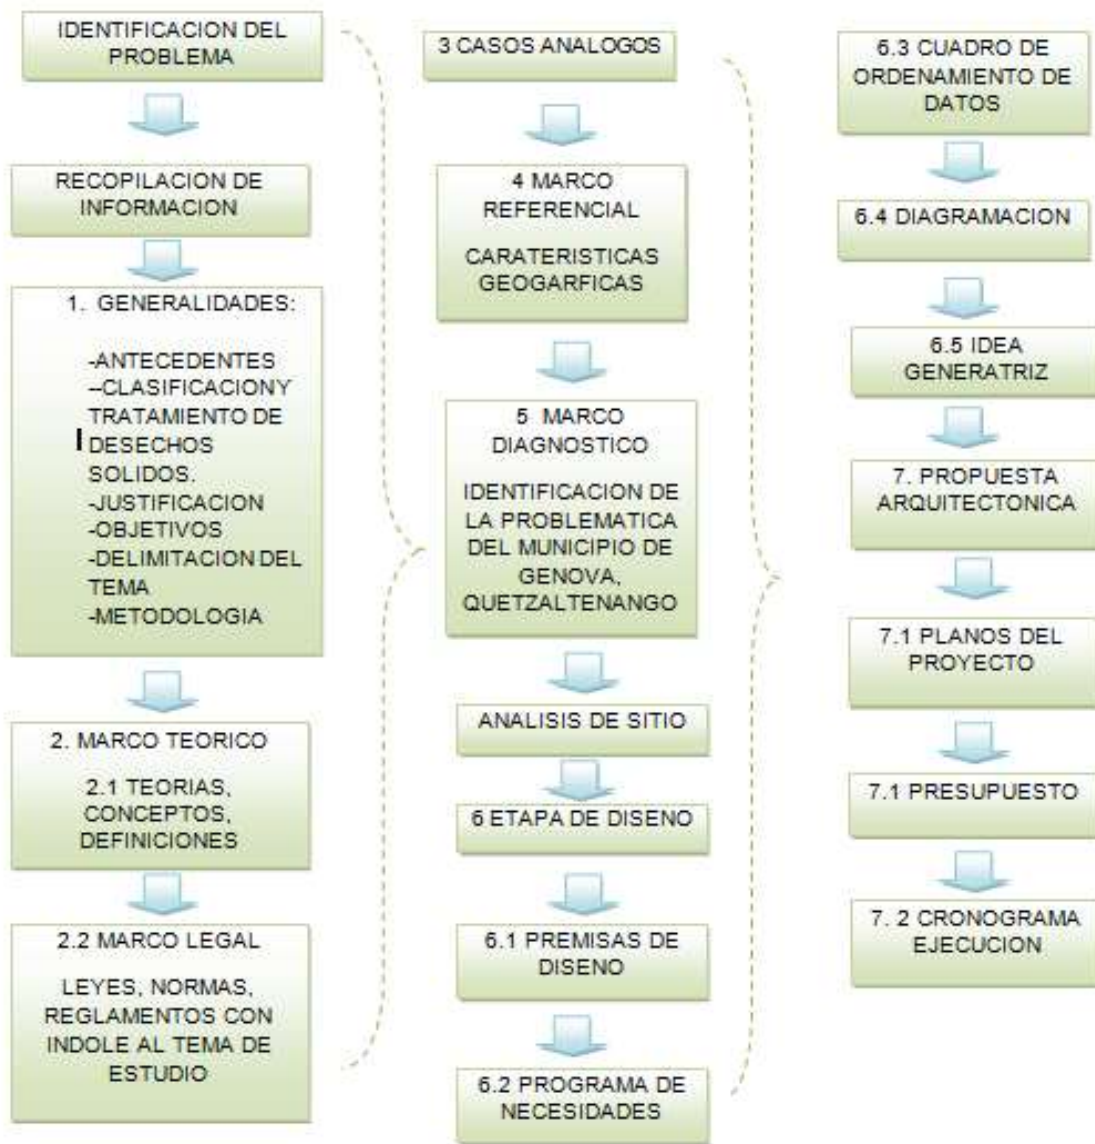 IDENTIFICACION DEL
PROBLEMA
RECOPILACION DE
INFORMACION
1. GENERALIDADES:
-ANTECEDENTES
--CLASIFICACION Y
TRATAMIENTO DE
DESECHOS
SOLIDOS.
-JUSTIFICACION
-OBJETIVOS
-DELIMITACION DEL
TEMA
-METODOLOGIA
2. MARCO TEORICO
2.1 TEORIAS,
CONCEPTOS,
DEFINICIONES
2.2 MARCO LEGAL
LEYES, NORMAS,
REGLAMENTOS CON
INDOLE AL TEMA DE
ESTUDIO
3 CASOS ANALOGOS
4 MARCO
REFERENCIAL
CARATERISTICAS
GEOGARFICAS
5 MARCO
DIAGNOSTICO
IDENTIFICACION DE
LA PROBLEMATICA
DEL MUNICIPIO DE
GENOVA,
QUETZALTENANGO
ANALISIS DE SITIO
6 ETAPA DE DISENO
6.1 PREMISAS DE
DISENO
6.2 PROGRAMA DE
NECESIDADES
6.3 CUADRO DE
ORDENAMIENTO DE
DATOS
6.4 DIAGRAMACION
6.5 IDEA
GENERATRIZ
7. PROPUESTA
ARQUITECTONICA
7.1 PLANOS DEL
PROYECTO
7.1 PRESUPUESTO
7. 2 CRONOGRAMA
EJECUCION